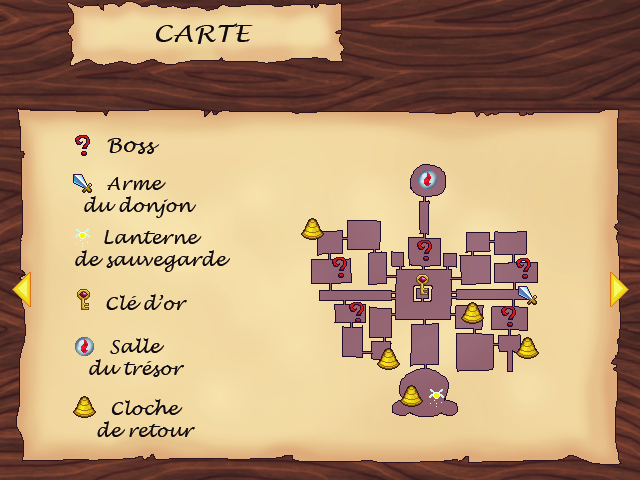 CARTE
Boss
Arme
du donjon
Lanterne
de sauvegarde
Clé d'or
Salle
du trésor
Cloche
de retour